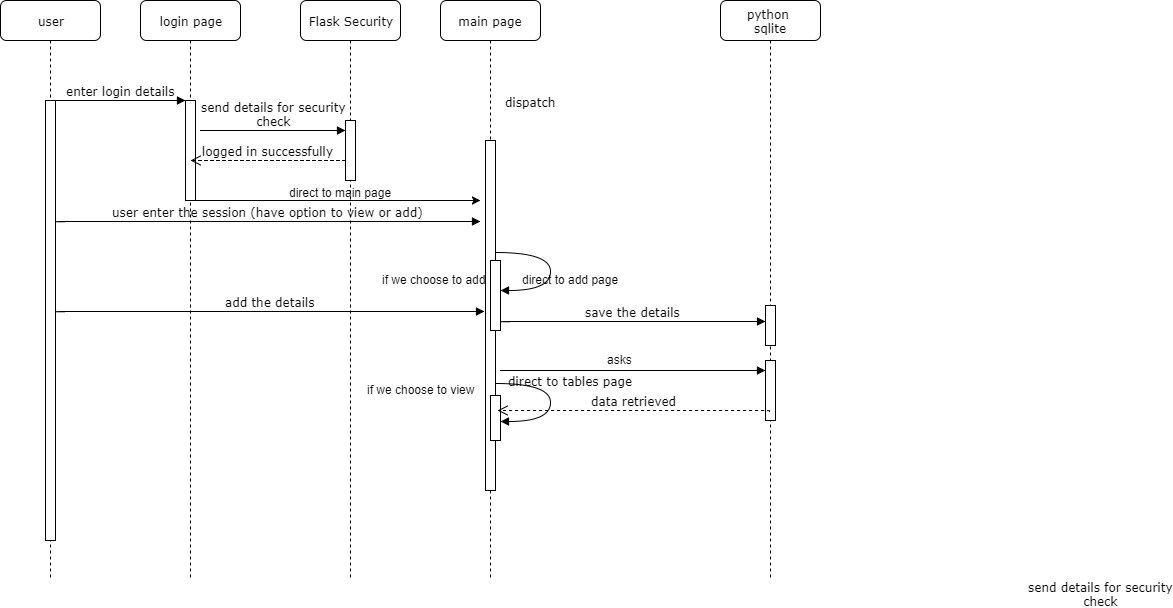 user
login page
Flask Security
main page
python
sqlite
enter login details
send details for security
check
dispatch
logged in successfully
direct to main page
user enter the session (have option to view or add)
if we choose to add
direct to add page
add the details
save the details
asks
direct to tables page
if we choose to view
data retrieved
send details for security
check